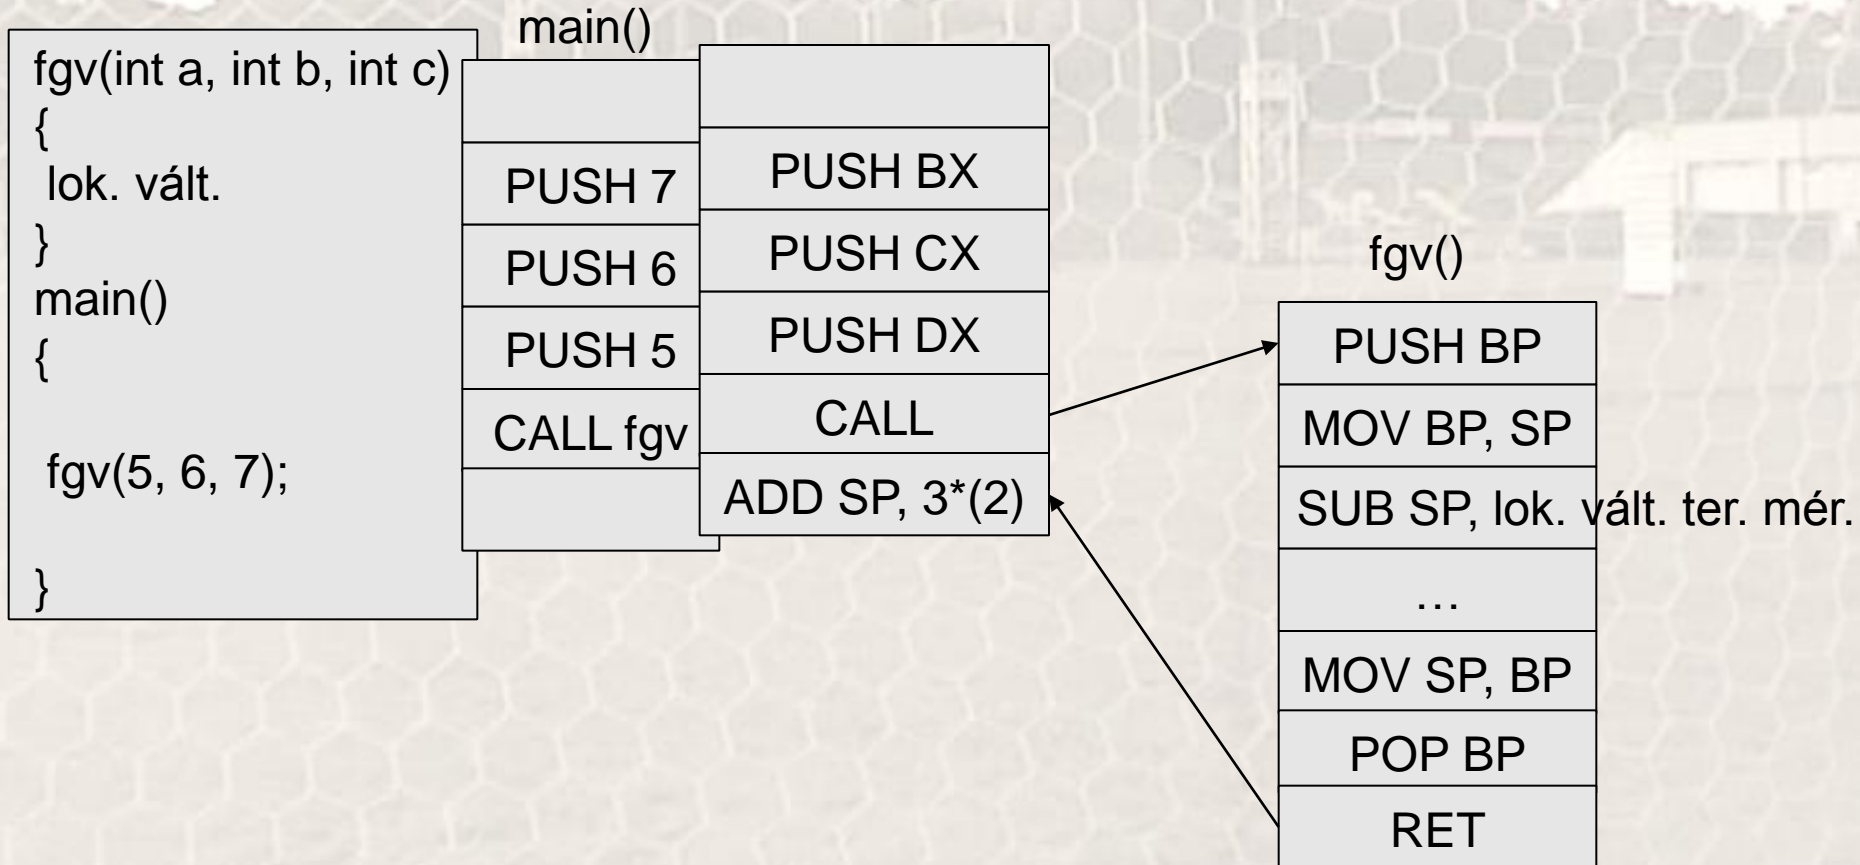 fgv(int a, int b, int c)
{
lok. vált.
}
main()
{
fgv(5, 6, 7);
}
main()
PUSH 7
PUSH 6
PUSH 5
CALL fgv
PUSH BX
PUSH CX
PUSH DX
CALL
ADD SP, 3*(2)
fgv()
PUSH BP
MOV BP, SP
SUB SP, lok. vált. ter. mér.
…
MOV SP, BP
POP BP
RET